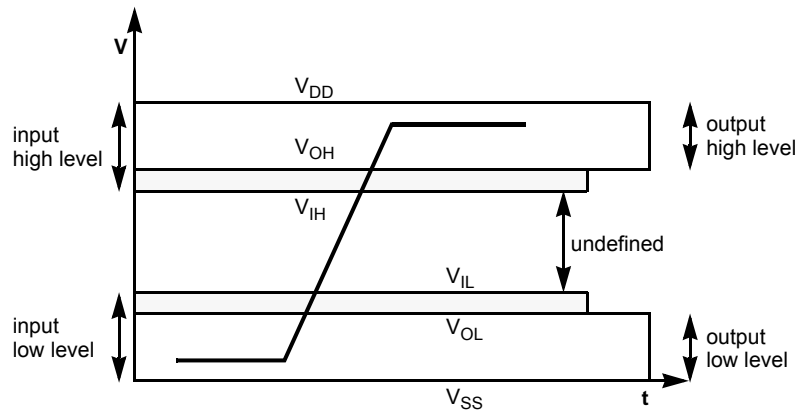 V
V_DD
input
high level
output
high level
V_OH
V_IH
undefined
V_IL
input
low level
V_OL
output
low level
V_SS
t